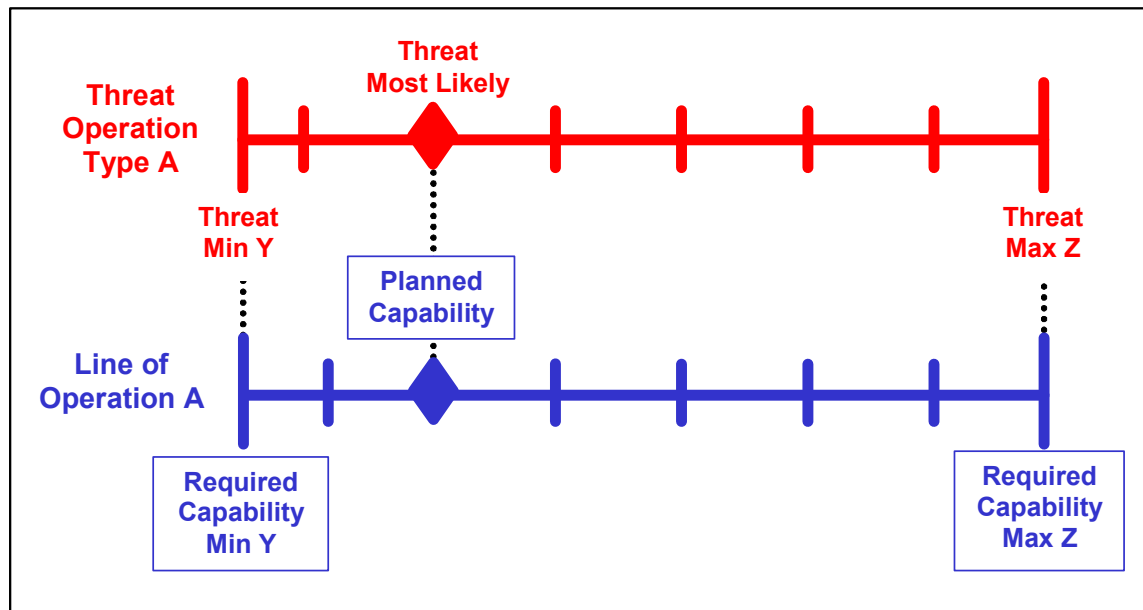 Threat
Most Likely
Threat
Operation
Type A
Threat
Min Y
Threat
Max Z
Planned
Capability
Line of
Operation A
Required
Capability
Min Y
Required
Capability
Max Z